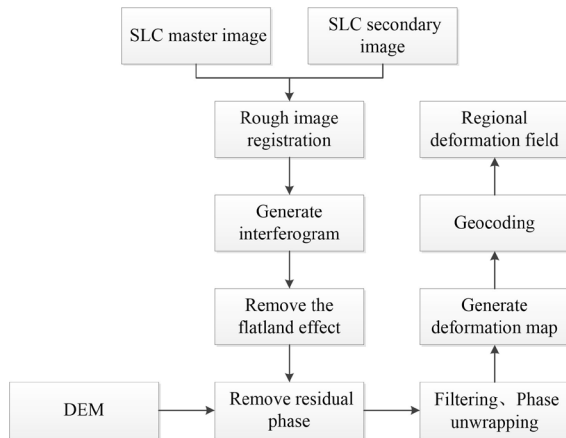 SLC master image
SLC secondary
image
Rough image
registration
Regional
deformation field
Generate
interferogram
Geocoding
Remove the
flatland effect
Generate
deformation map
DEM
Remove residual
phase
Filtering、Phase
unwrapping